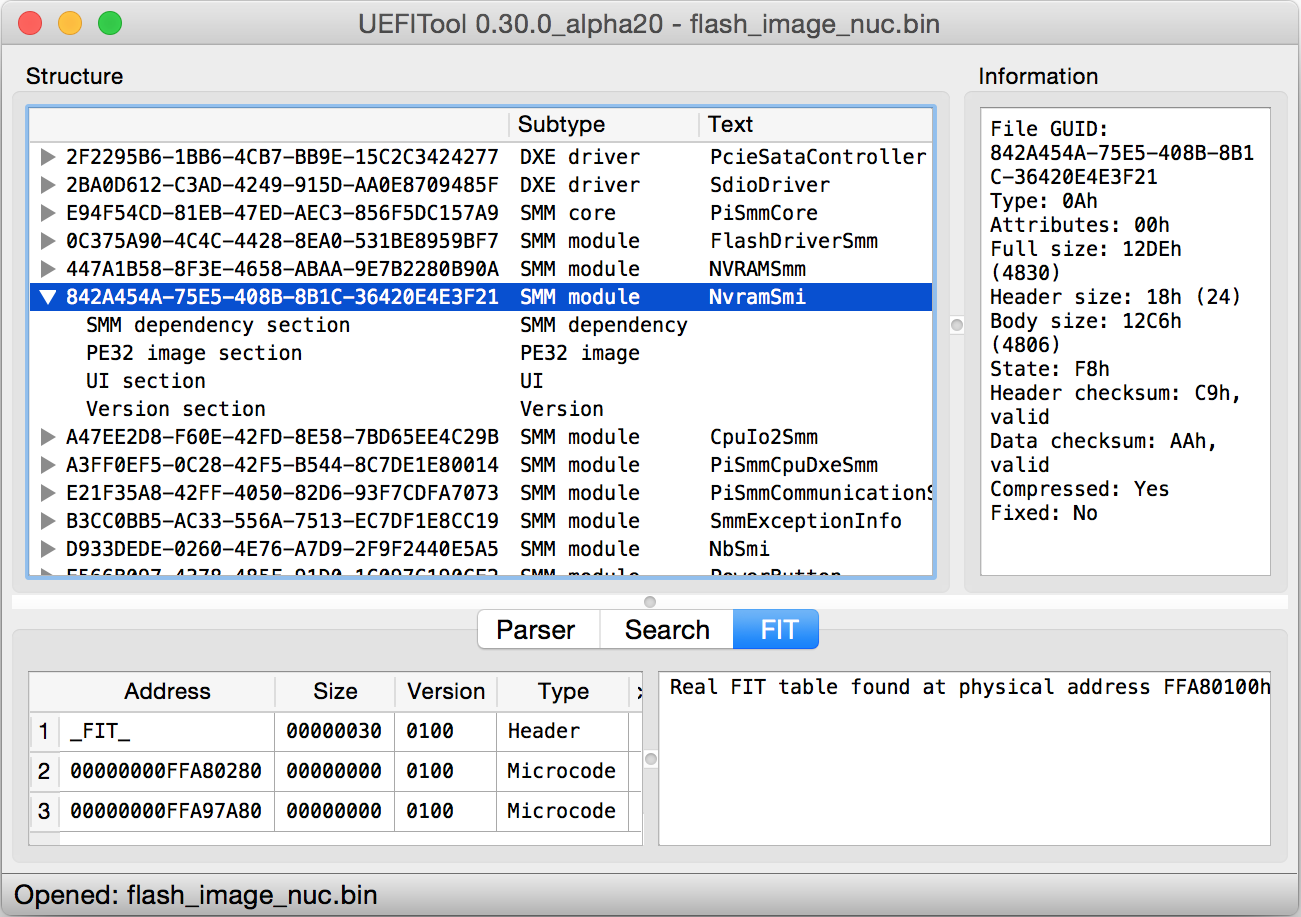 UEFITool 0.30.0_alpha20 - flash_image_nuc.bin
Structure
Information
Subtype Text
2F2295B6-1BB6-4CB7-BB9E-15C2C3424277 DXE driver PcieSataController
2BA0D612-C3AD-4249-915D-AA0E8709485F DXE driver SdioDriver
E94F54CD-81EB-47ED-AEC3-856F5DC157A9 SMM core PiSmmCore
0C375A90-4C4C-4428-8EA0-531BE8959BF7 SMM module FlashDriverSmm
447A1B58-8F3E-4658-ABAA-9E7B2280B90A SMM module NVRAMSmm
842A454A-75E5-408B-8B1C-36420E4E3F21 SMM module NvramSmi
SMM dependency section SMM dependency
PE32 image section PE32 image
UI section UI
Version section Version
A47EE2D8-F60E-42FD-8E58-7BD65EE4C29B SMM module CpuIo2Smm
A3FF0EF5-0C28-42F5-B544-8C7DE1E80014 SMM module PiSmmCpuDxeSmm
E21F35A8-42FF-4050-82D6-93F7CDFA7073 SMM module PiSmmCommunicationS
B3CC0BB5-AC33-556A-7513-EC7DF1E8CC19 SMM module SmmExceptionInfo
D933DEDE-0260-4E76-A7D9-2F9F2440E5A5 SMM module NbSmi
SMM module PowerButton
File GUID:
842A454A-75E5-408B-8B1
C-36420E4E3F21
Type: 0Ah
Attributes: 00h
Full size: 12DEh
(4830)
Header size: 18h (24)
Body size: 12C6h
(4806)
State: F8h
Header checksum: C9h,
valid
Data checksum: AAh,
valid
Compressed: Yes
Fixed: No
Parser Search FIT
Address Size Version Type
1 _FIT_ 00000030 0100 Header
2 00000000FFA80280 00000000 0100 Microcode
3 00000000FFA97A80 00000000 0100 Microcode
Real FIT table found at physical address FFA80100h
Opened: flash_image_nuc.bin